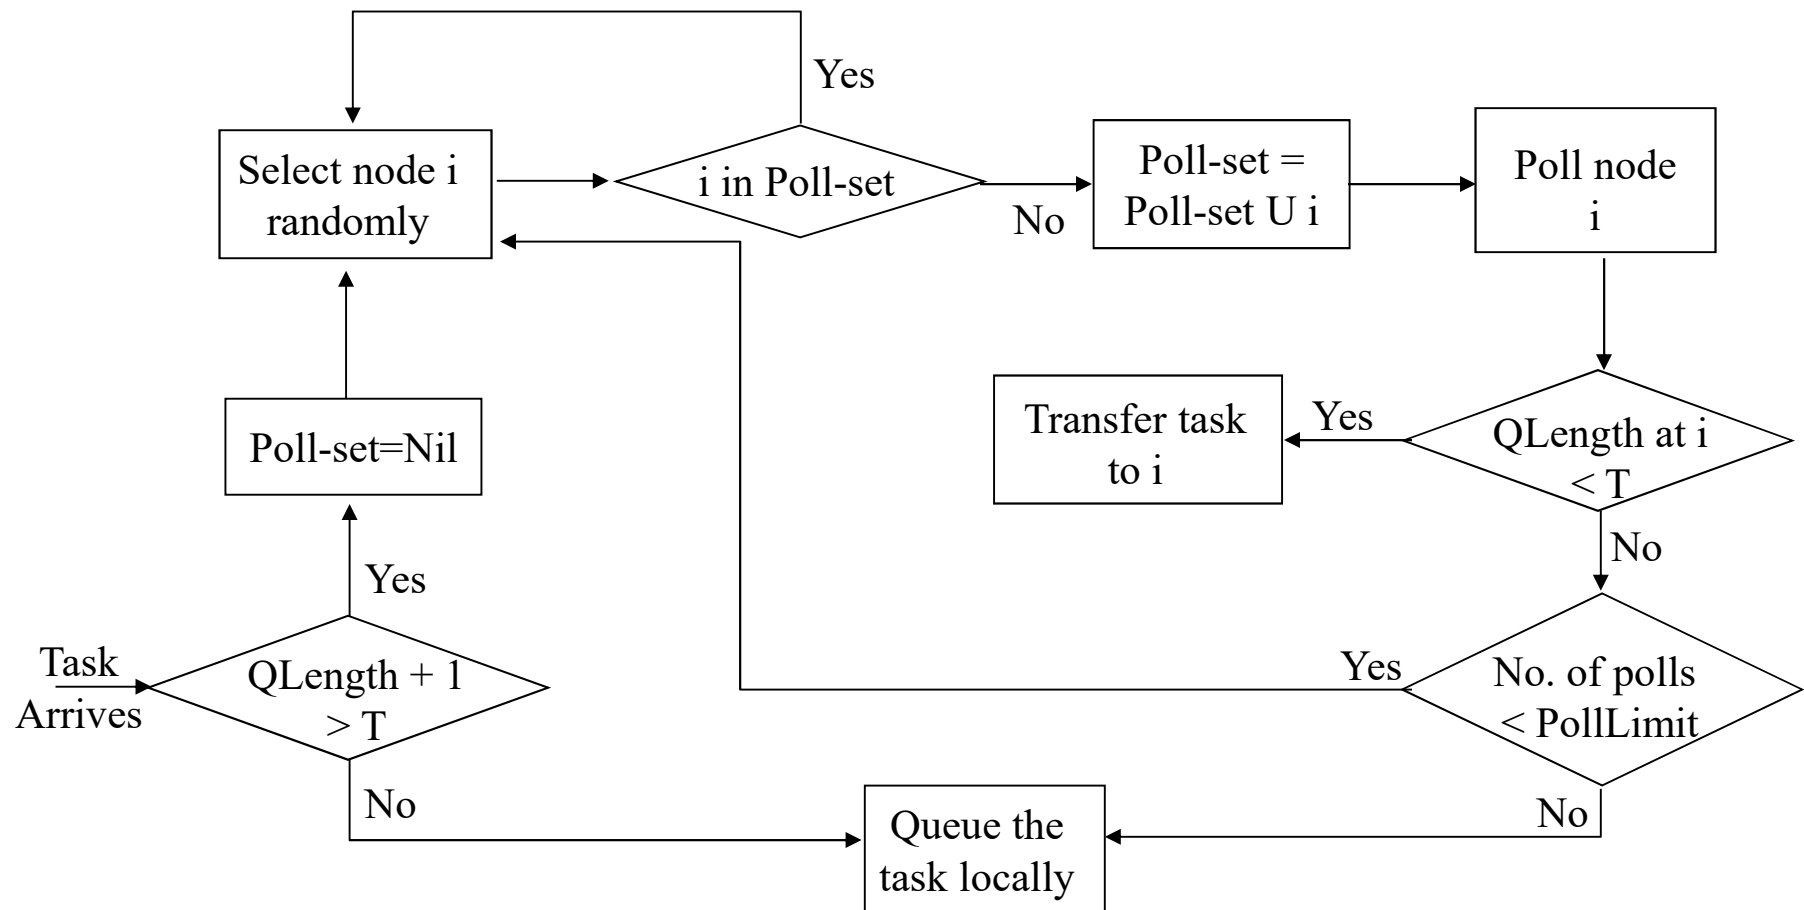 Yes
Select node i
randomly
i in Poll-set
No
Poll-set =
Poll-set U i
Poll node
i
Transfer task
to i
Yes
QLength at i
< T
No
Poll-set=Nil
Yes
Task
Arrives
QLength + 1
> T
No
Yes
No. of polls
< PollLimit
No
Queue the
task locally